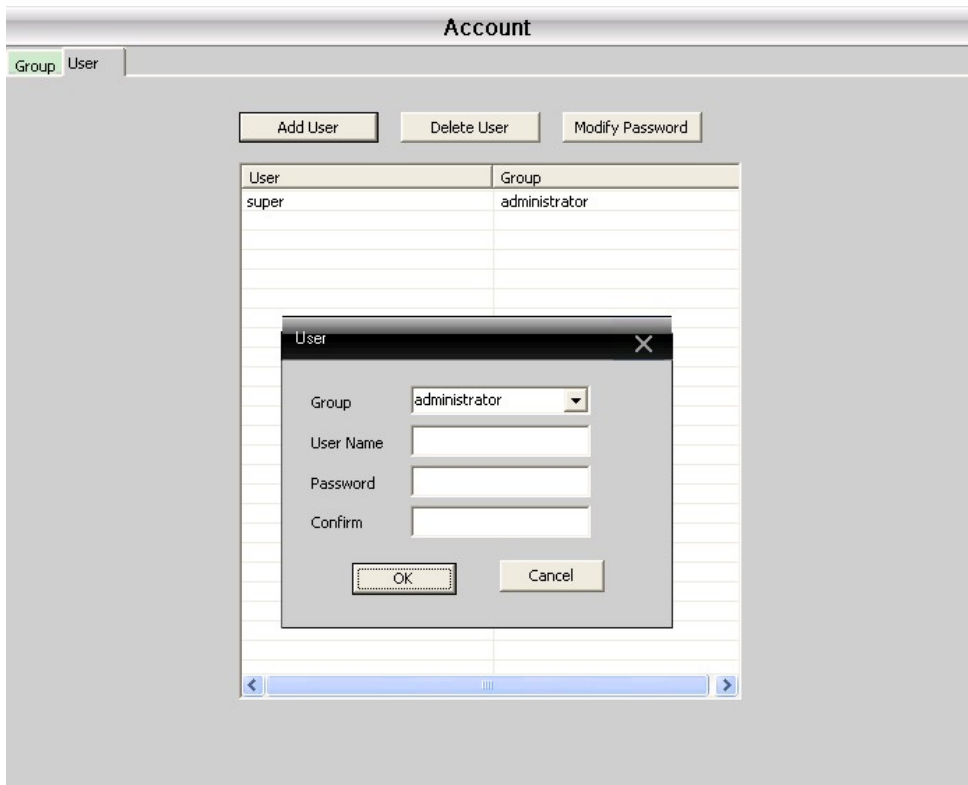 Account
Group User
Add User Delete User Modify Password
User Group
super administrator
User
Group administrator
User Name
Password
Confirm
OK Cancel